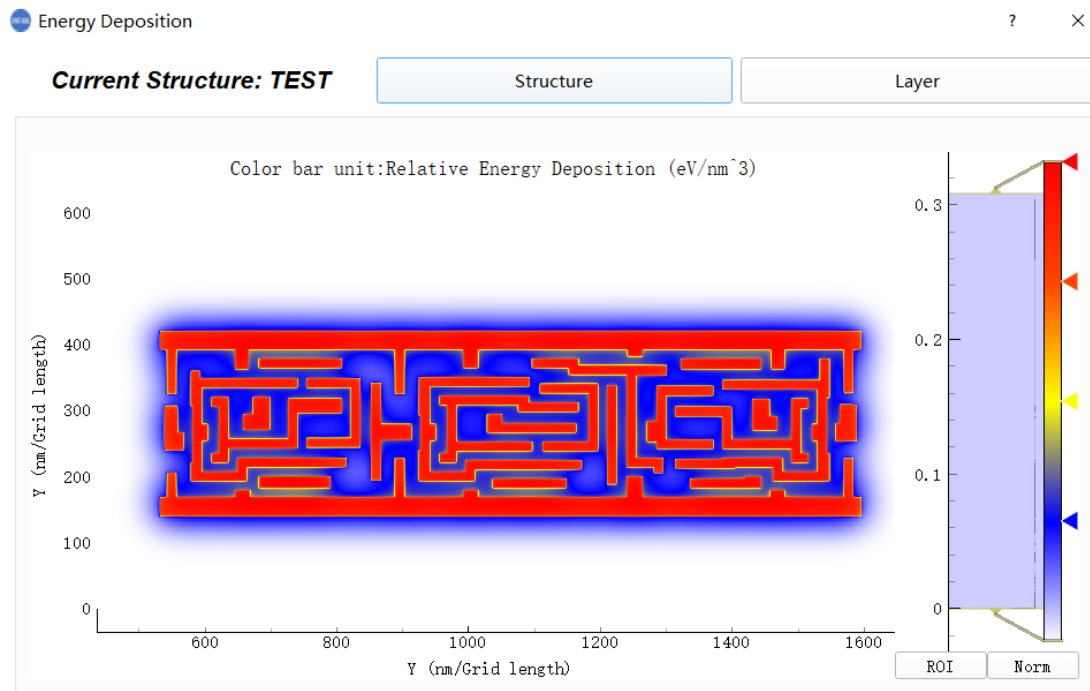 Energy Deposition
?
×
Current Structure: TEST
Structure
Layer
Color bar unit:Relative Energy Deposition (eV/nm^3)
600
500
400
300
200
100
0
Y (nm/Grid length)
600
800
1000
1200
1400
1600
Y (nm/Grid length)
0.3
0.2
0.1
0
ROI
Norm